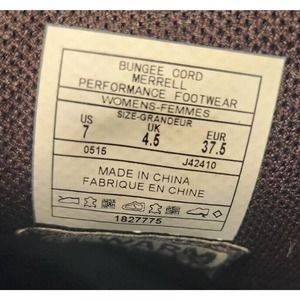 BUNGEE CORD
MERRELL
PERFORMANCE FOOTWEAR
WOMENS-FEMMES
SIZE-GRANDEUR
US UK EUR
7 4.5 37.5
0515 J42410
MADE IN CHINA
FABRIQUE EN CHINE
1827775
WARM